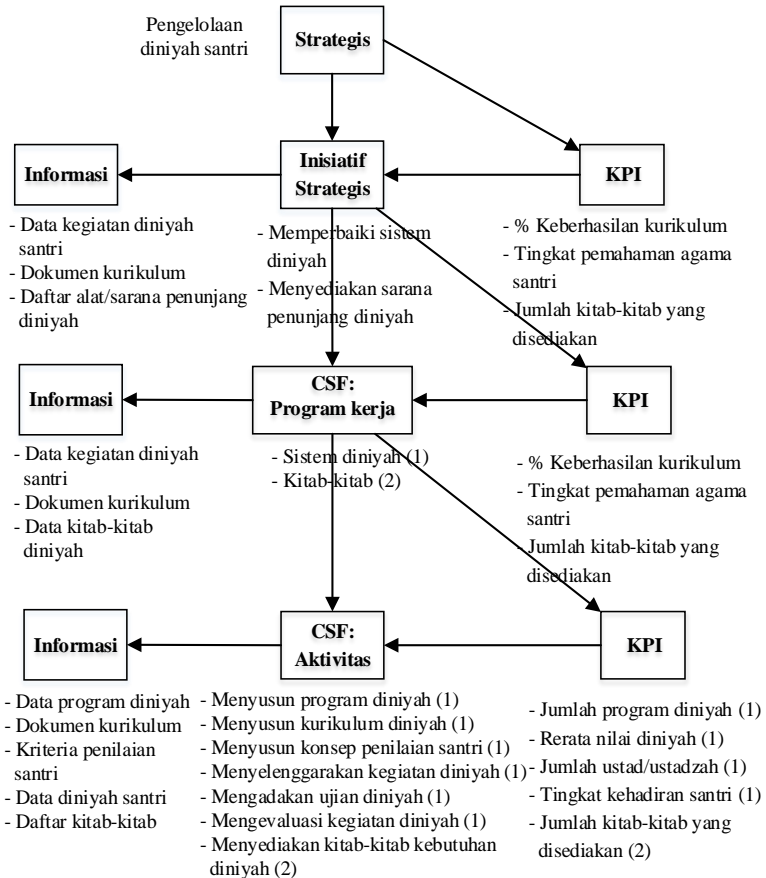 Pengelolaan
diniyah santri
Strategis
Informasi
Inisiatif
Strategis
KPI
- Data kegiatan diniyah
santri
- Dokumen kurikulum
- Daftar alat/sarana penunjang
diniyah
- Memperbaiki sistem
diniyah
- Menyediakan sarana
penunjang diniyah
- % Keberhasilan kurikulum
- Tingkat pemahaman agama
santri
- Jumlah kitab-kitab yang
disediakan
Informasi
CSF:
Program kerja
KPI
- Data kegiatan diniyah
santri
- Dokumen kurikulum
- Data kitab-kitab
diniyah
- Sistem diniyah (1)
- Kitab-kitab (2)
- % Keberhasilan kurikulum
- Tingkat pemahaman agama
santri
- Jumlah kitab-kitab yang
disediakan
Informasi
CSF:
Aktivitas
KPI
- Data program diniyah
- Dokumen kurikulum
- Kriteria penilaian
santri
- Data diniyah santri
- Daftar kitab-kitab
- Menyusun program diniyah (1)
- Menyusun kurikulum diniyah (1)
- Menyusun konsep penilaian santri (1)
- Menyelenggarakan kegiatan diniyah (1)
- Mengadakan ujian diniyah (1)
- Mengevaluasi kegiatan diniyah (1)
- Menyediakan kitab-kitab kebutuhan
diniyah (2)
- Jumlah program diniyah (1)
- Rerata nilai diniyah (1)
- Jumlah ustad/ustadzah (1)
- Tingkat kehadiran santri (1)
- Jumlah kitab-kitab yang
disediakan (2)